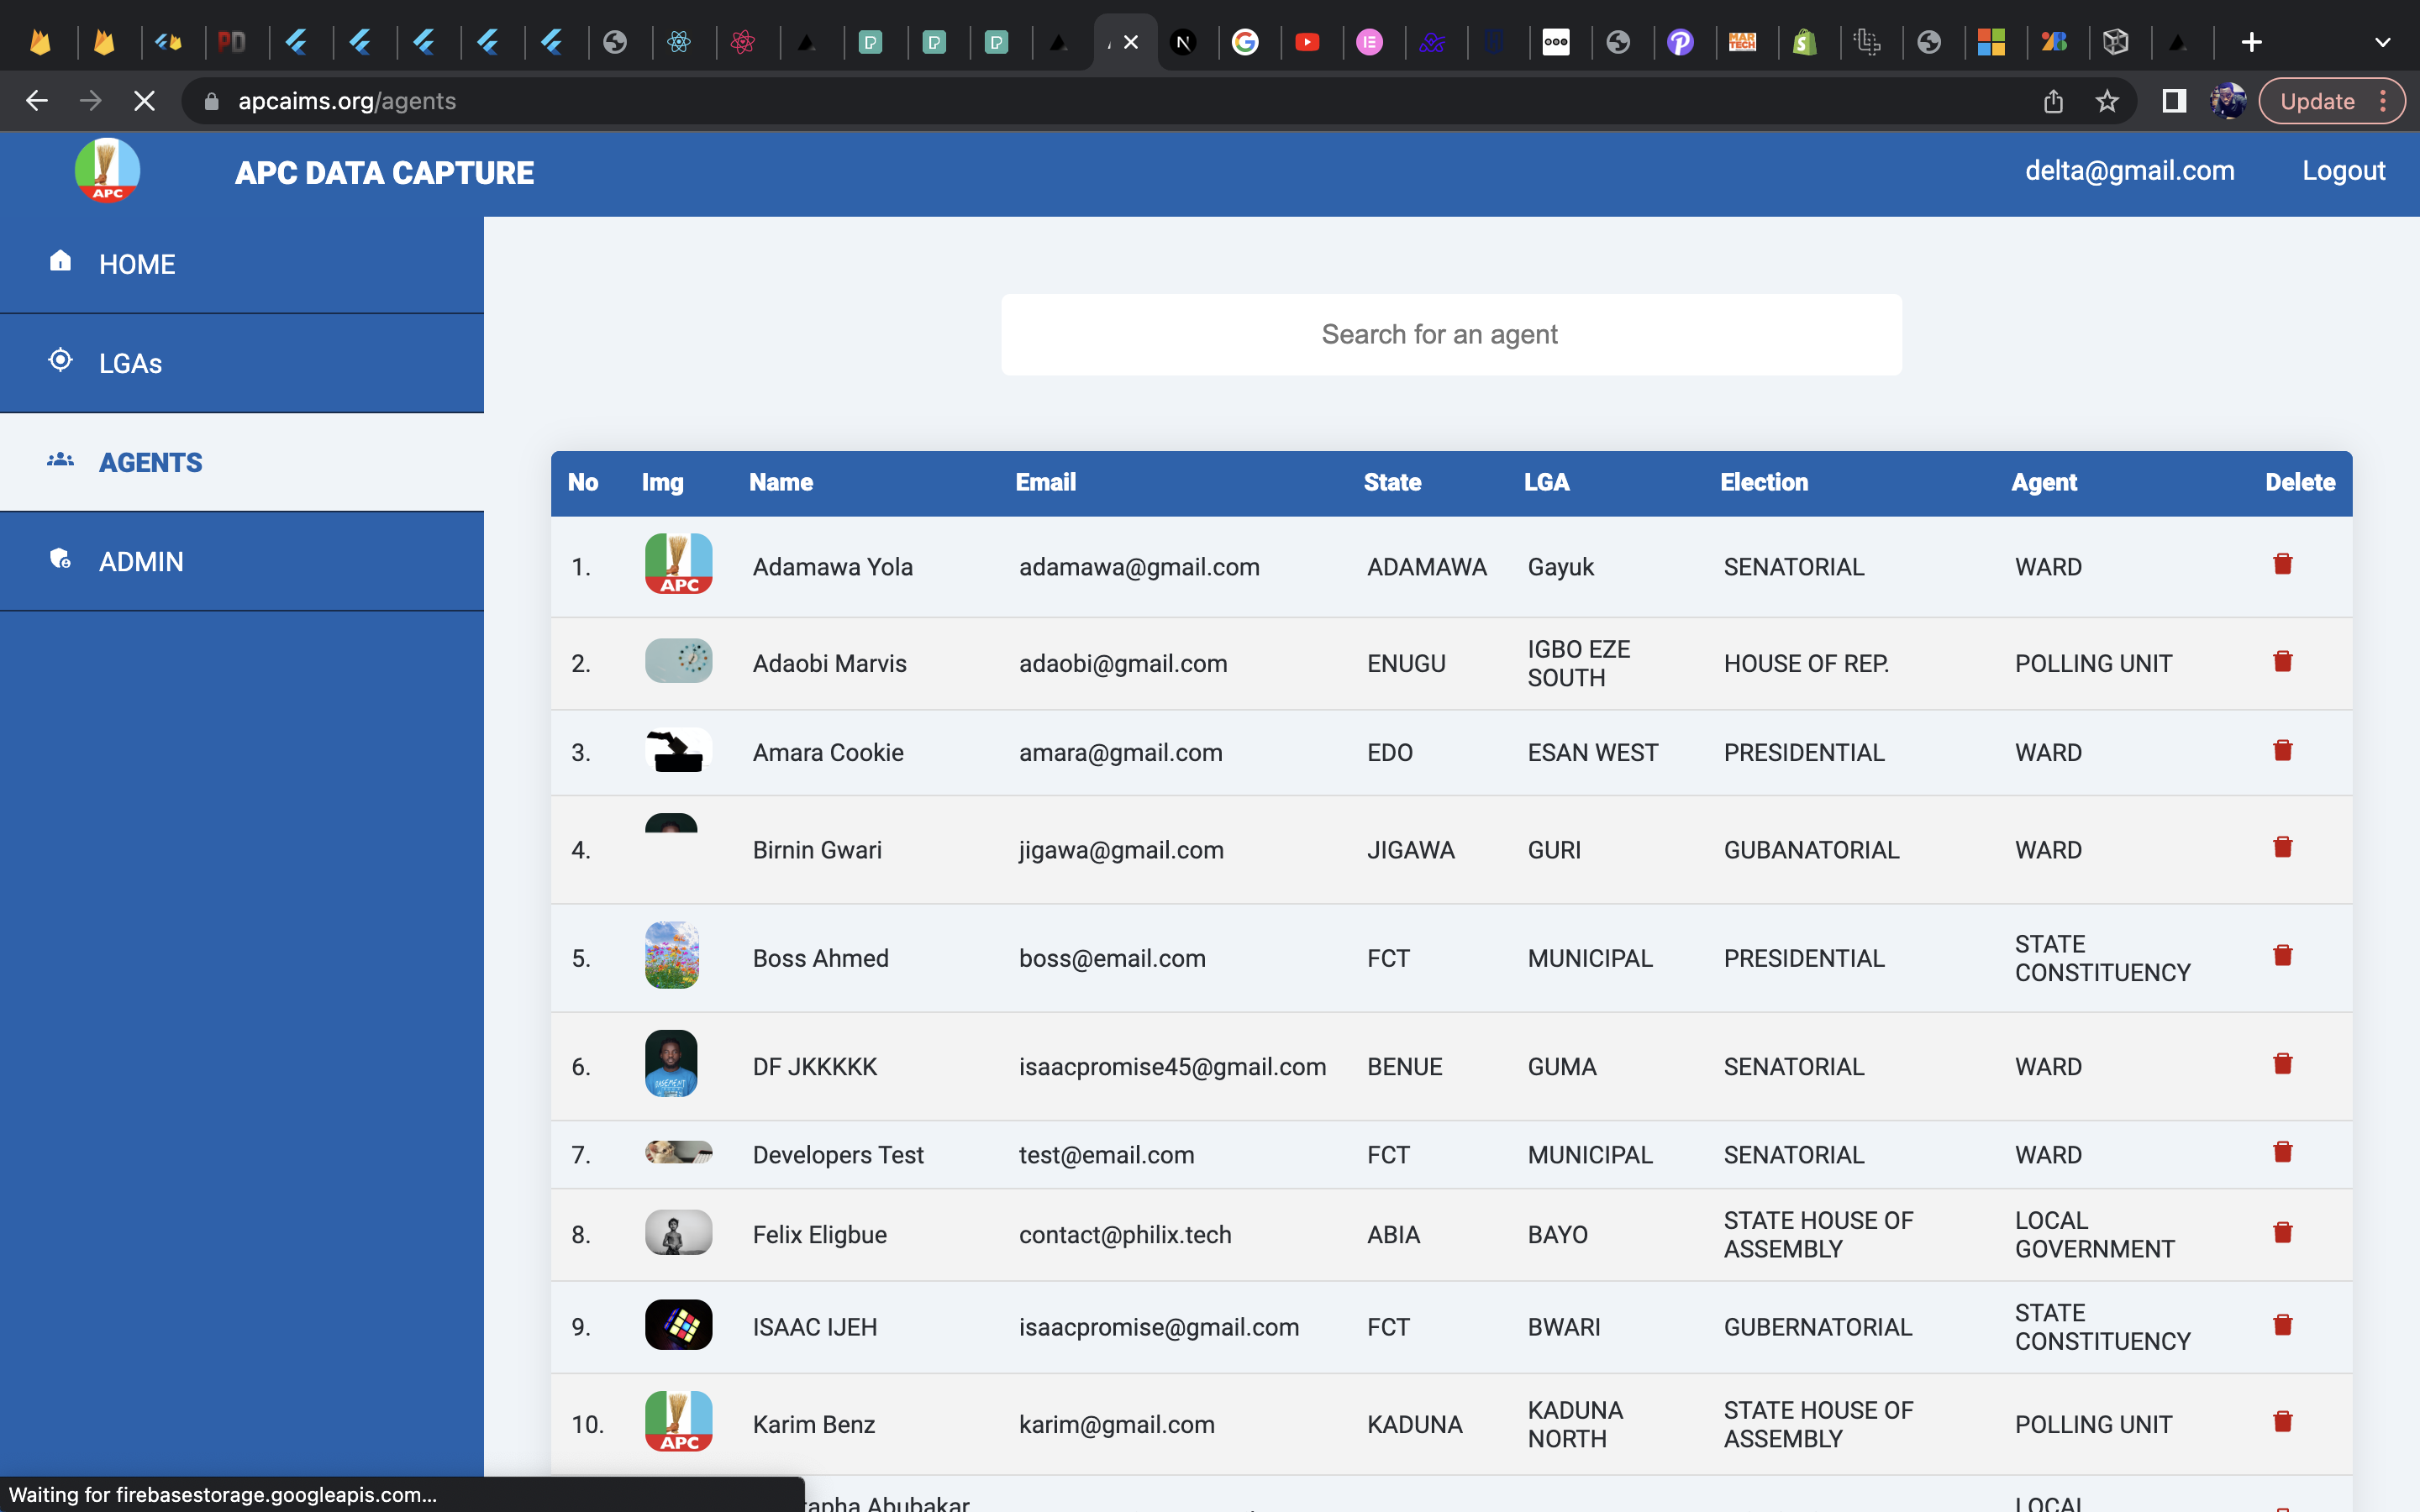 apcaims.org/agents
Update
APC
APC DATA CAPTURE
delta@gmail.com
Logout
HOME
LGAs
AGENTS
ADMIN
Search for an agent
No Img Name Email State LGA Election Agent Delete
1. APC Adamawa Yola adamawa@gmail.com ADAMAWA Gayuk SENATORIAL WARD
2. Adaobi Marvis adaobi@gmail.com ENUGU IGBO EZE SOUTH HOUSE OF REP. POLLING UNIT
3. Amara Cookie amara@gmail.com EDO ESAN WEST PRESIDENTIAL WARD
4. Birnin Gwari jigawa@gmail.com JIGAWA GURI GUBANATORIAL WARD
5. Boss Ahmed boss@email.com FCT MUNICIPAL PRESIDENTIAL STATE CONSTITUENCY
6. DF JKKKKK isaacpromise45@gmail.com BENUE GUMA SENATORIAL WARD
7. Developers Test test@email.com FCT MUNICIPAL SENATORIAL WARD
8. Felix Eligbue contact@philix.tech ABIA BAYO STATE HOUSE OF ASSEMBLY LOCAL GOVERNMENT
9. ISAAC IJEH isaacpromise@gmail.com FCT BWARI GUBERNATORIAL STATE CONSTITUENCY
10. APC Karim Benz karim@gmail.com KADUNA KADUNA NORTH STATE HOUSE OF ASSEMBLY POLLING UNIT
Abubakar LOCAL
Waiting for firebasestorage.googleapis.com...